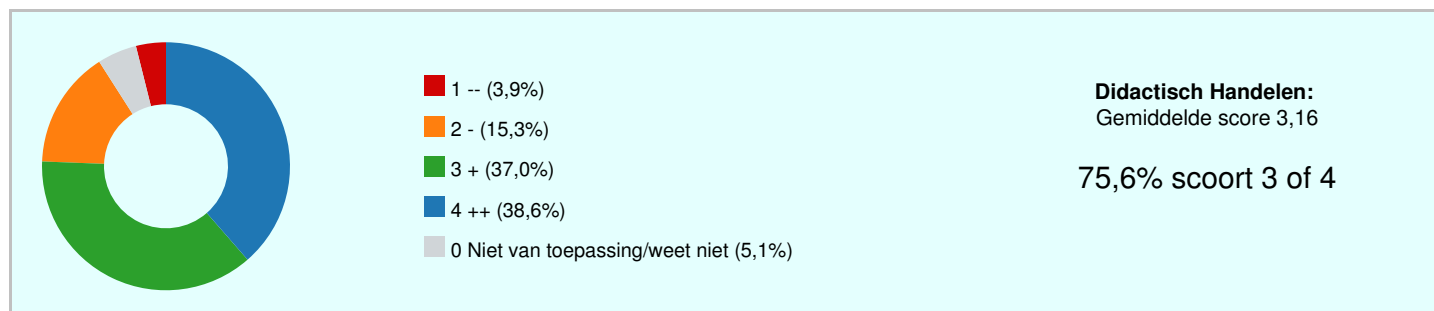 1 -- (3,9%)
2 - (15,3%)
3 + (37,0%)
4 ++ (38,6%)
0 Niet van toepassing/weet niet (5,1%)
Didactisch Handelen:
Gemiddelde score 3,16
75,6% scoort 3 of 4